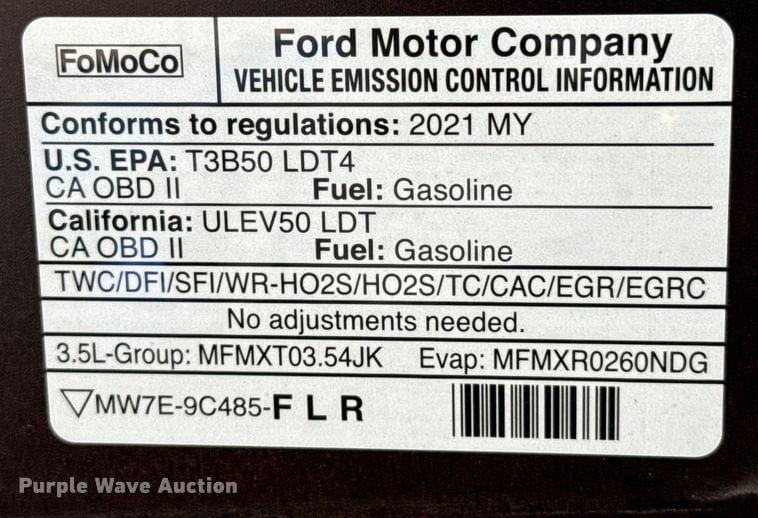 FoMoCo
Ford Motor Company
VEHICLE EMISSION CONTROL INFORMATION
Conforms to regulations: 2021 MY
U.S. EPA: T3B50 LDT4
CA OBD II Fuel: Gasoline
California: ULEV50 LDT
CA OBD II Fuel: Gasoline
TWC/DFI/SFI/WR-HO2S/HO2S/TC/CAC/EGR/EGRC
No adjustments needed.
3.5L-Group: MFMXT03.54JK Evap: MFMXR0260NDG
▽MW7E-9C485-F L R
Purple Wave Auction